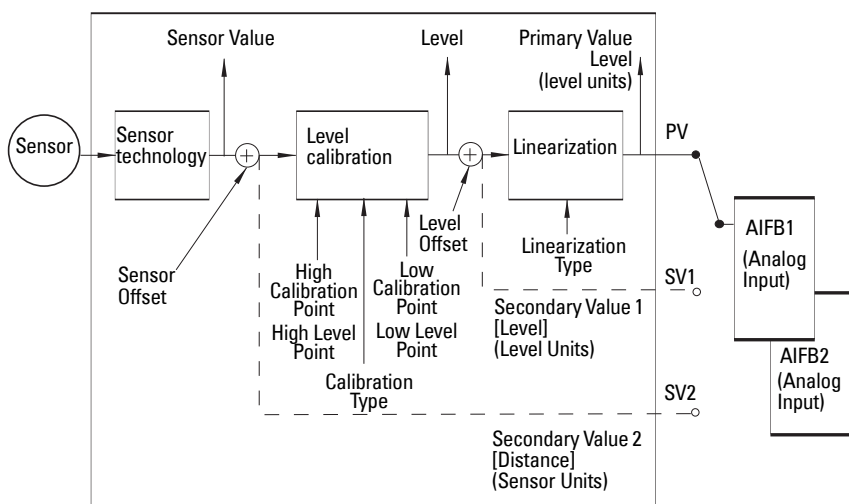 Sensor Value
Level
Primary Value
Level
(level units)
Sensor
Sensor
technology
+
Level
calibration
+
Linearization
PV
Sensor
Offset
High
Calibration
Point
High Level
Point
Calibration
Type
Low
Calibration
Point
Low Level
Point
Level
Offset
Linearization
Type
AIFB1
(Analog
Input)
SV1
Secondary Value 1
[Level]
(Level Units)
AIFB2
(Analog
Input)
SV2
Secondary Value 2
[Distance]
(Sensor Units)